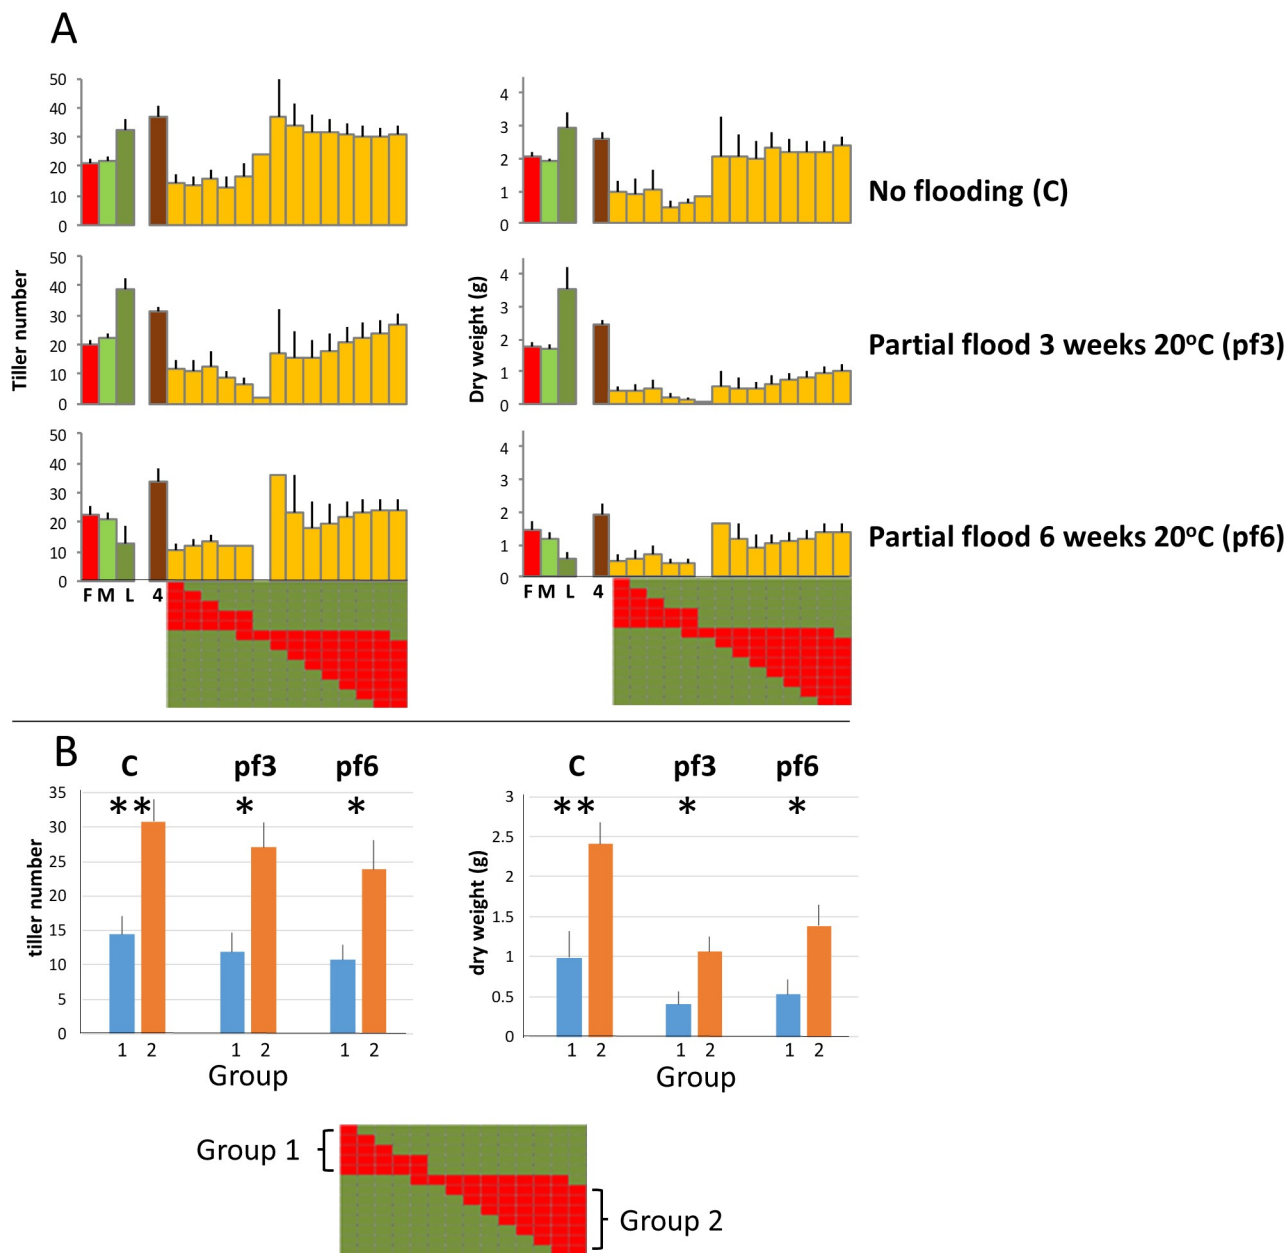 A
50
40
30
20
10
0
4
3
2
1
0
No flooding (C)
Tiller number
50
40
30
20
10
0
Dry weight (g)
4
3
2
1
0
Partial flood 3 weeks 20°C (pf3)
50
40
30
20
10
0
4
3
2
1
0
Partial flood 6 weeks 20°C (pf6)
F M L 4
F M L 4
B
C pf3 pf6
** * *
tiller number
35
30
25
20
15
10
5
0
1 2 1 2 1 2
Group
C pf3 pf6
** * *
dry weight (g)
3
2.5
2
1.5
1
0.5
0
1 2 1 2 1 2
Group
Group 1
Group 2